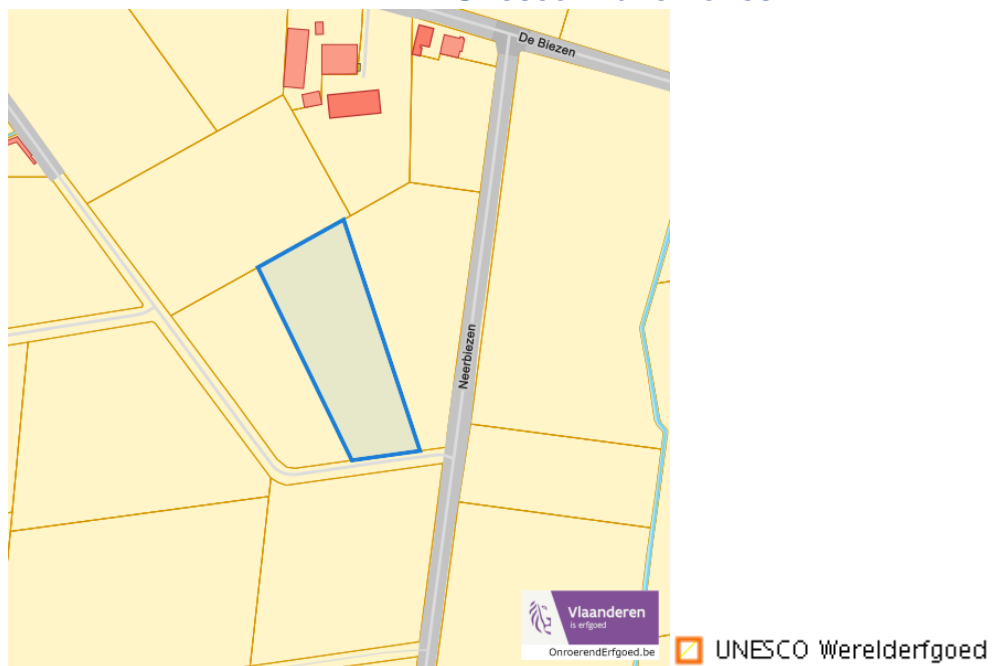 De Biezen
Neerbiezen
Vlaanderen
is erfgoed
OnroerendErfgoed.be
UNESCO Werelderfgoed